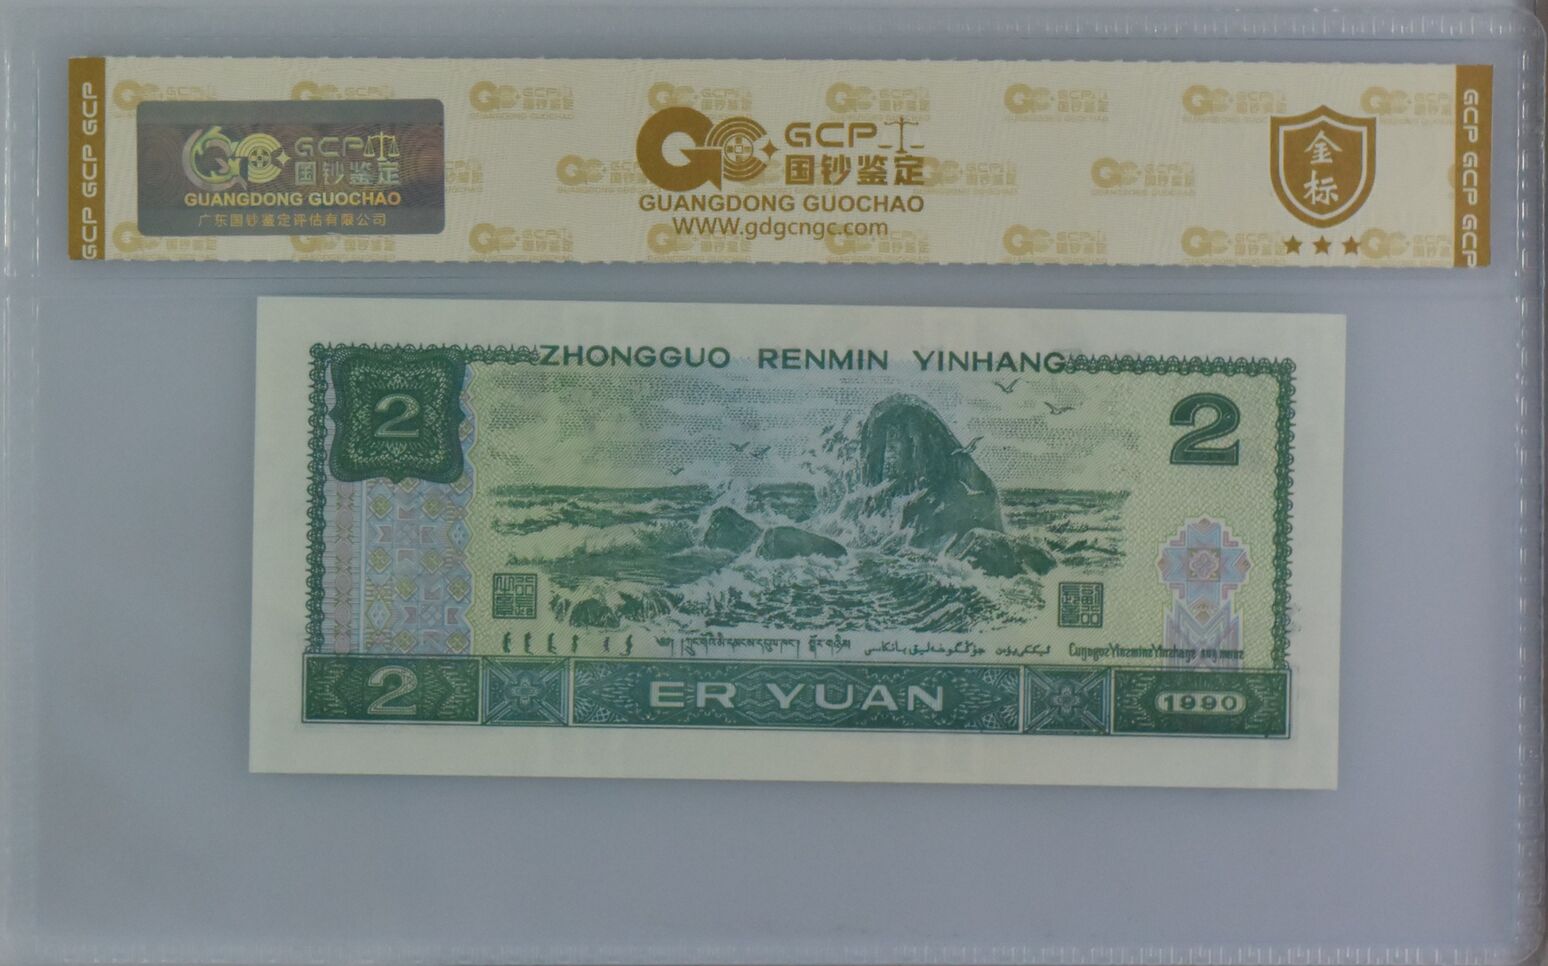 GCP GCP GCP
GCP
国钞鉴定
GUANGDONG GUOCHAO
广东国钞鉴定评估有限公司
GCP
国钞鉴定
GUANGDONG GUOCHAO
WWW.gdgcngc.com
金
标
GCP GCP GCP
ZHONGGUO RENMIN YINHANG
2
2
2
ER YUAN
1990